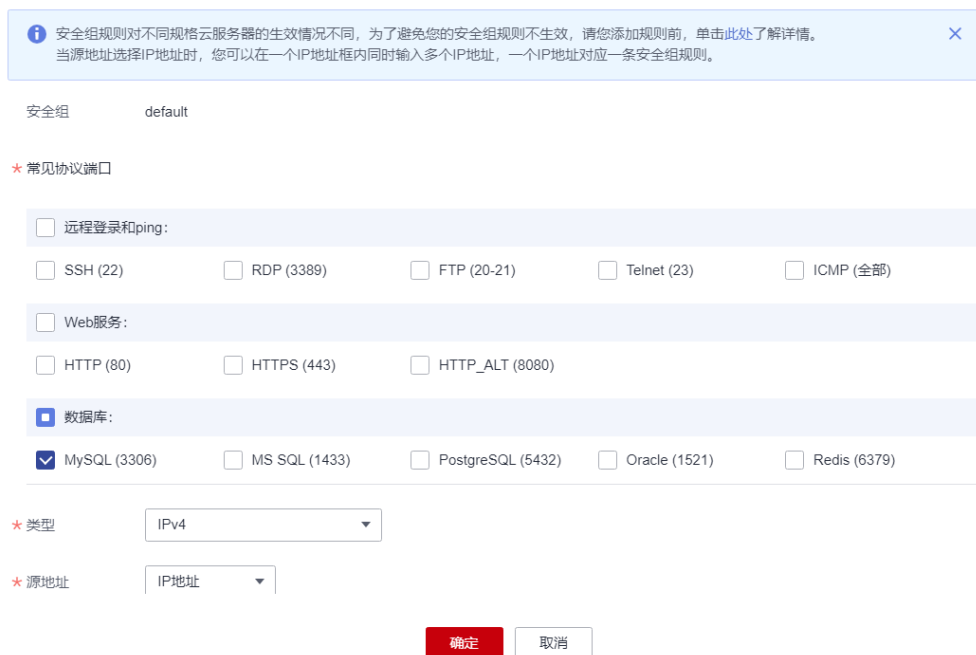 安全组规则对不同规格云服务器的生效情况不同，为了避免您的安全组规则不生效，请您添加规则前，单击此处了解详情。
当源地址选择IP地址时，您可以在一个IP地址框内同时输入多个IP地址，一个IP地址对应一条安全组规则。
安全组 default
* 常见协议端口
远程登录和ping：
SSH (22) RDP (3389) FTP (20-21) Telnet (23) ICMP (全部)
Web服务：
HTTP (80) HTTPS (443) HTTP_ALT (8080)
数据库：
MySQL (3306) MS SQL (1433) PostgreSQL (5432) Oracle (1521) Redis (6379)
* 类型 IPv4
* 源地址 IP地址
确定 取消